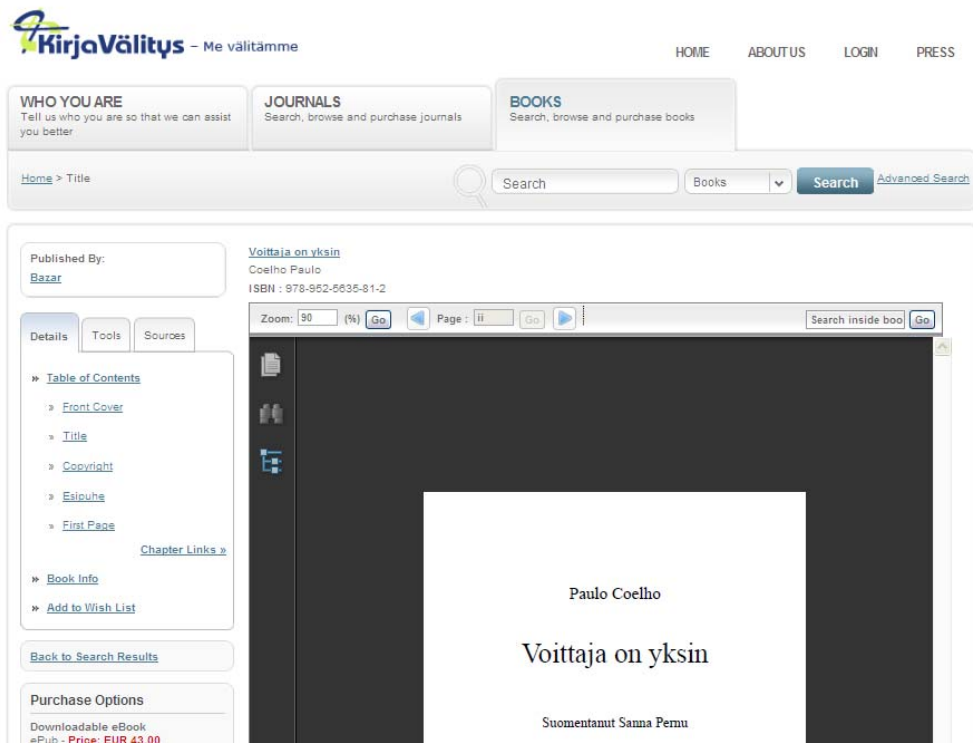 KirjaVälitys – Me välitämme
HOME ABOUT US LOGIN PRESS
WHO YOU ARE
Tell us who you are so that we can assist
you better
JOURNALS
Search, browse and purchase journals
BOOKS
Search, browse and purchase books
Home > Title
Search Books Search Advanced Search
Published By:
Bazar
Voittaja on yksin
Coelho Paulo
ISBN : 978-952-5635-81-2
Zoom: 90 (%) Go Page : ii Go Search inside boo Go
Details Tools Sources
» Table of Contents
» Front Cover
» Title
» Copyright
» Esipuhe
» First Page
Chapter Links »
» Book Info
» Add to Wish List
Back to Search Results
Purchase Options
Downloadable eBook
ePub - Price: EUR 43.00
Paulo Coelho
Voittaja on yksin
Suomentanut Sanna Pernu